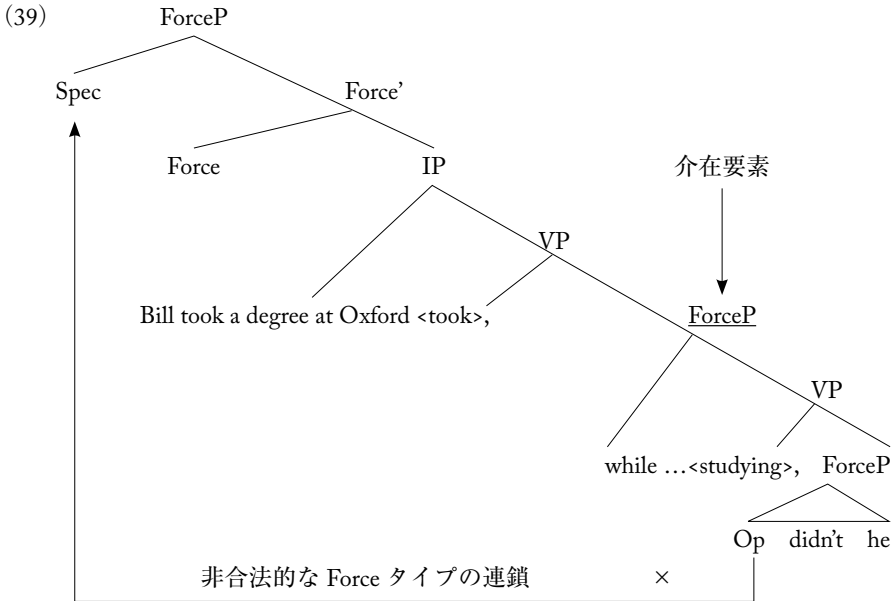 (39)
ForceP
Spec Force'
Force IP 介在要素
VP
Bill took a degree at Oxford <took>, ForceP
VP
while …<studying>, ForceP
Op didn't he
非合法的な Force タイプの連鎖 ×